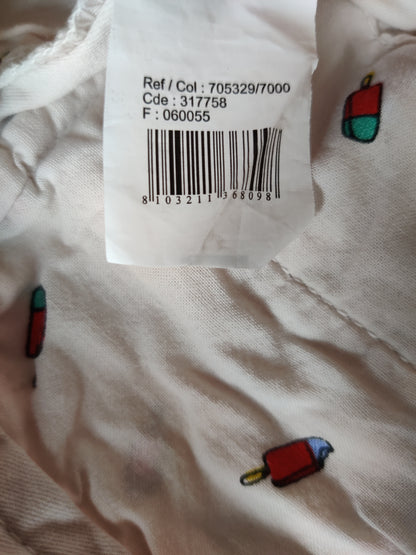 Ref / Col : 705329/7000
Cde : 317758
F : 060055
8 103211 368098